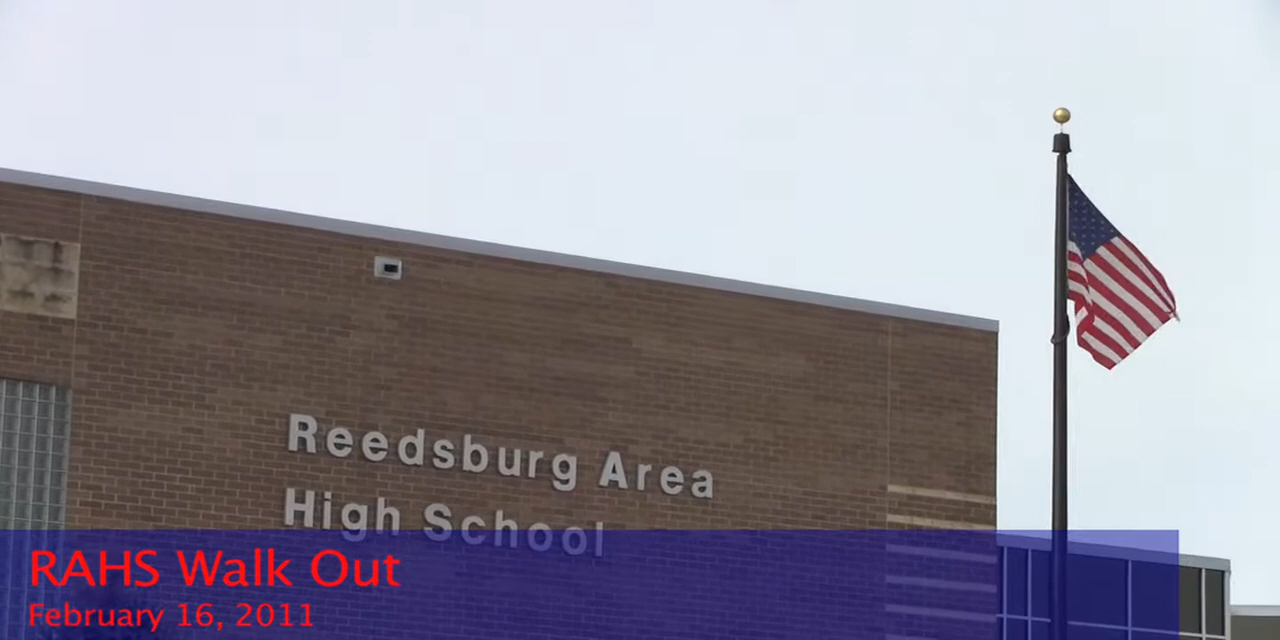 Reedsburg Area
High School
RAHS Walk Out
February 16, 2011